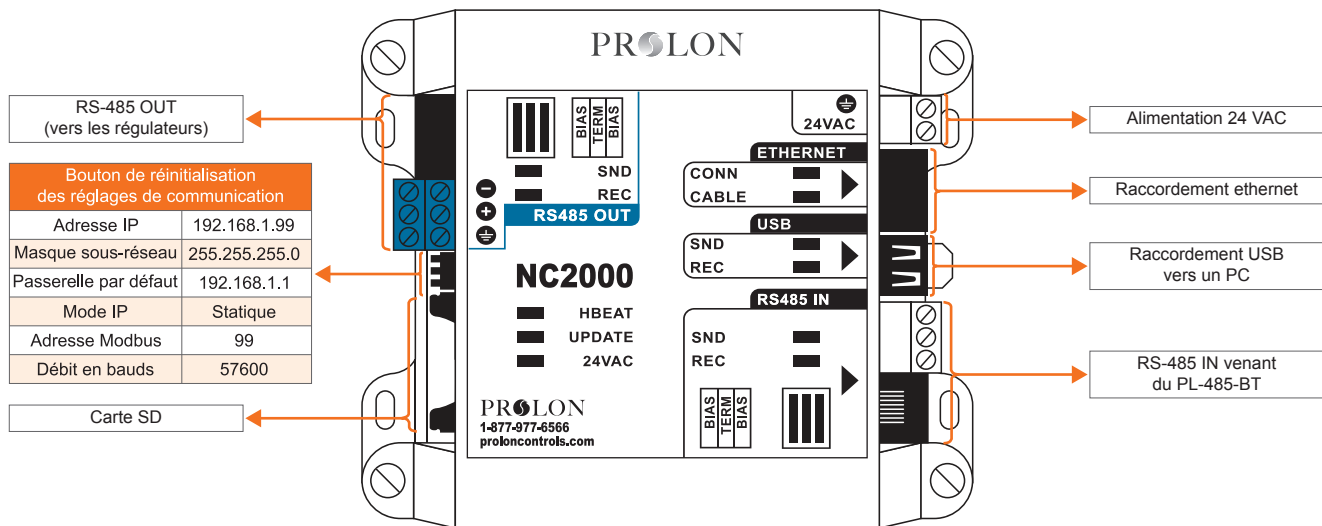 PROLON
RS-485 OUT
(vers les régulateurs)
Bouton de réinitialisation
des réglages de communication
Adresse IP 192.168.1.99
Masque sous-réseau 255.255.255.0
Passerelle par défaut 192.168.1.1
Mode IP Statique
Adresse Modbus 99
Débit en bauds 57600
Carte SD
BIAS
TERM
BIAS
SND
REC
RS485 OUT
NC2000
HBEAT
UPDATE
24VAC
PROLON
1-877-977-6566
proloncontrols.com
24VAC
ETHERNET
CONN
CABLE
USB
SND
REC
RS485 IN
SND
REC
BIAS
TERM
BIAS
Alimentation 24 VAC
Raccordement ethernet
Raccordement USB
vers un PC
RS-485 IN venant
du PL-485-BT